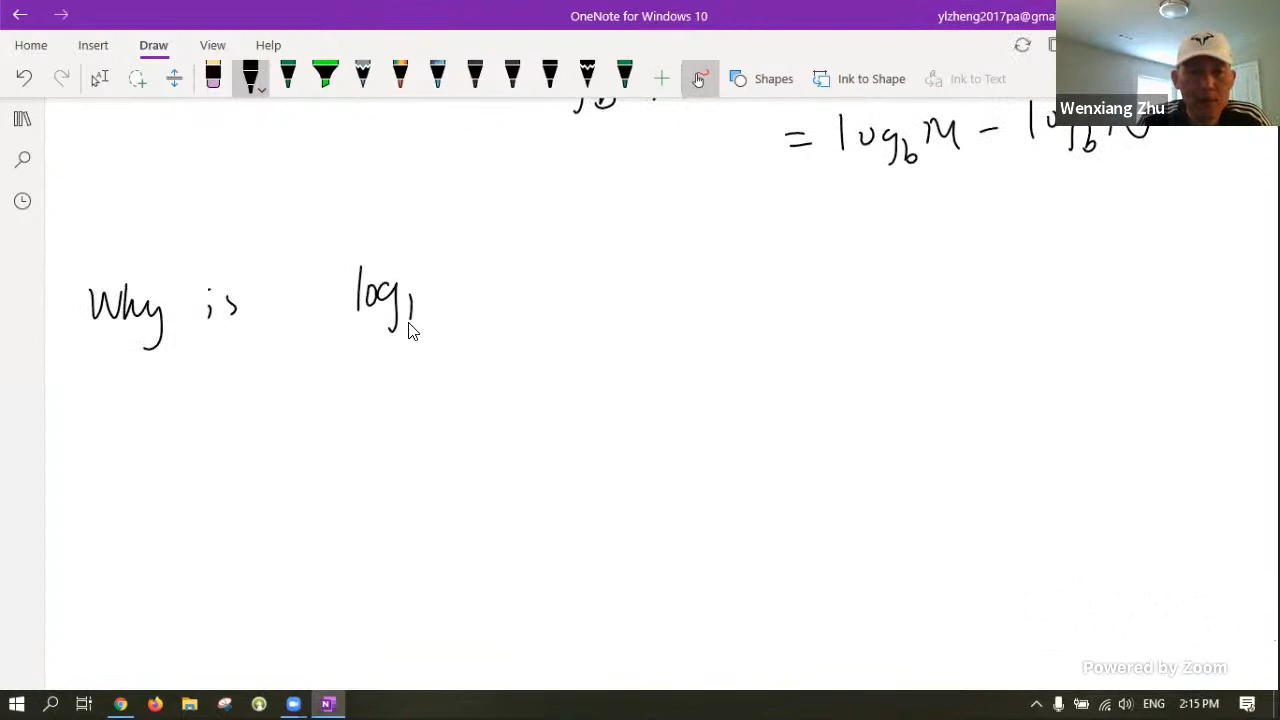 OneNote for Windows 10
ylzheng2017pa@gma
Home Insert Draw View Help
Shapes Ink to Shape Ink to Text
Wenxiang Zhu
= log_b M - log_b N
Why is log_1
Powered by Zoom
ENG 2:15 PM